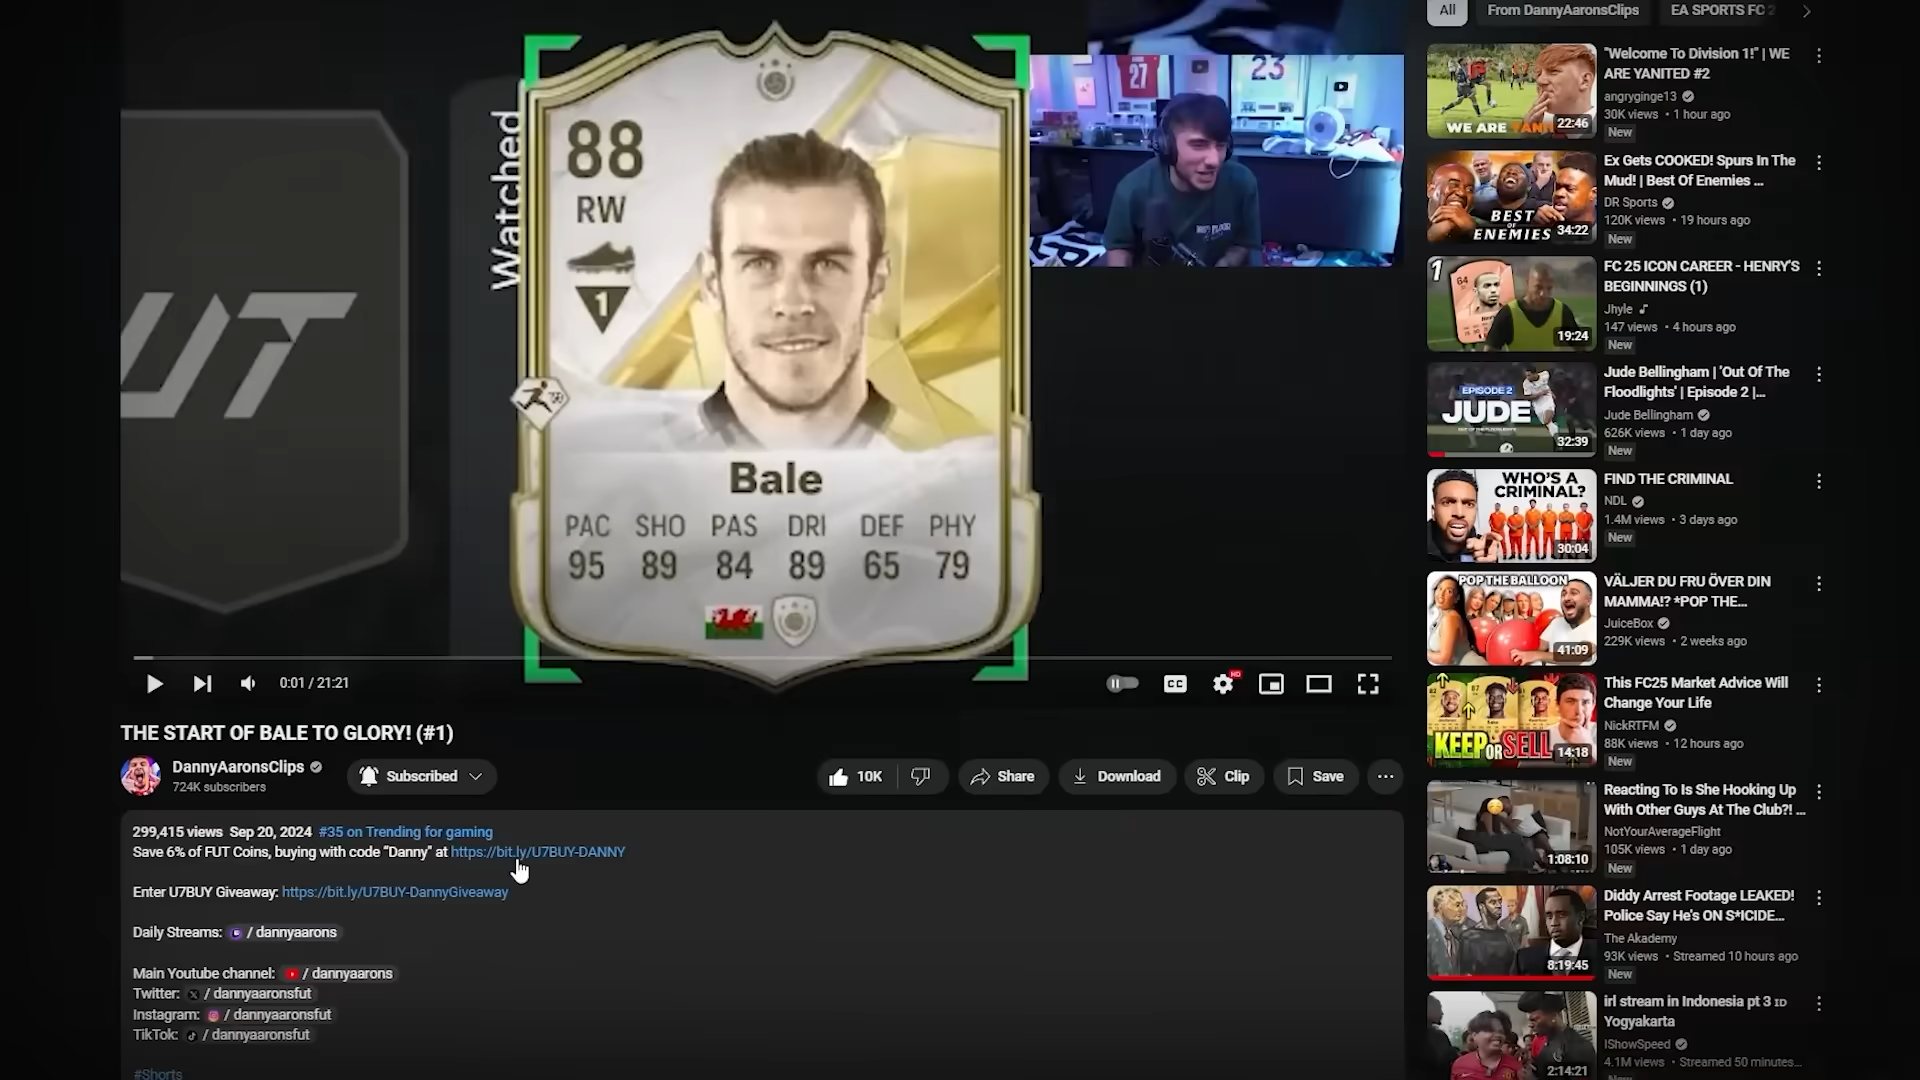 All
From DannyAaronsClips
EA SPORTS FC 2
Watched
UT
88
RW
1
Bale
PAC SHO PAS DRI DEF PHY
95 89 84 89 65 79
27
23
0:01 / 21:21
CC
HD
THE START OF BALE TO GLORY! (#1)
DannyAaronsClips
724K subscribers
Subscribed
10K
Share
Download
Clip
Save
299,415 views Sep 20, 2024 #35 on Trending for gaming
Save 6% of FUT Coins, buying with code “Danny” at https://bit.ly/U7BUY-DANNY
Enter U7BUY Giveaway: https://bit.ly/U7BUY-DannyGiveaway
Daily Streams: / dannyaarons
Main Youtube channel: / dannyaarons
Twitter: / dannyaaronsfut
Instagram: / dannyaaronsfut
TikTok: / dannyaaronsfut
#Shorts
WE ARE YANI
22:46
"Welcome To Division 1!" | WE
ARE YANITED #2
angryginge13
30K views • 1 hour ago
New
BEST
OF
ENEMIES
34:22
Ex Gets COOKED! Spurs In The
Mud! | Best Of Enemies ...
DR Sports
120K views • 19 hours ago
New
1
64
19:24
FC 25 ICON CAREER - HENRY'S
BEGINNINGS (1)
Jhyle
147 views • 4 hours ago
New
EPISODE 2
JUDE
32:39
Jude Bellingham | 'Out Of The
Floodlights' | Episode 2 |...
Jude Bellingham
626K views • 1 day ago
New
WHO'S A
CRIMINAL?
30:04
FIND THE CRIMINAL
NDL
1.4M views • 3 days ago
New
POP THE BALLOON
41:09
VÄLJER DU FRU ÖVER DIN
MAMMA!? *POP THE...
JuiceBox
229K views • 2 weeks ago
KEEP OR SELL
14:18
This FC25 Market Advice Will
Change Your Life
NickRTFM
88K views • 12 hours ago
New
1:08:10
Reacting To Is She Hooking Up
With Other Guys At The Club?! ...
NotYourAverageFlight
105K views • 1 day ago
New
8:19:45
Diddy Arrest Footage LEAKED!
Police Say He's ON S*ICIDE...
The Akademy
93K views • Streamed 10 hours ago
New
2:14:21
irl stream in Indonesia pt 3 ID
Yogyakarta
IShowSpeed
4.1M views • Streamed 50 minutes...
New